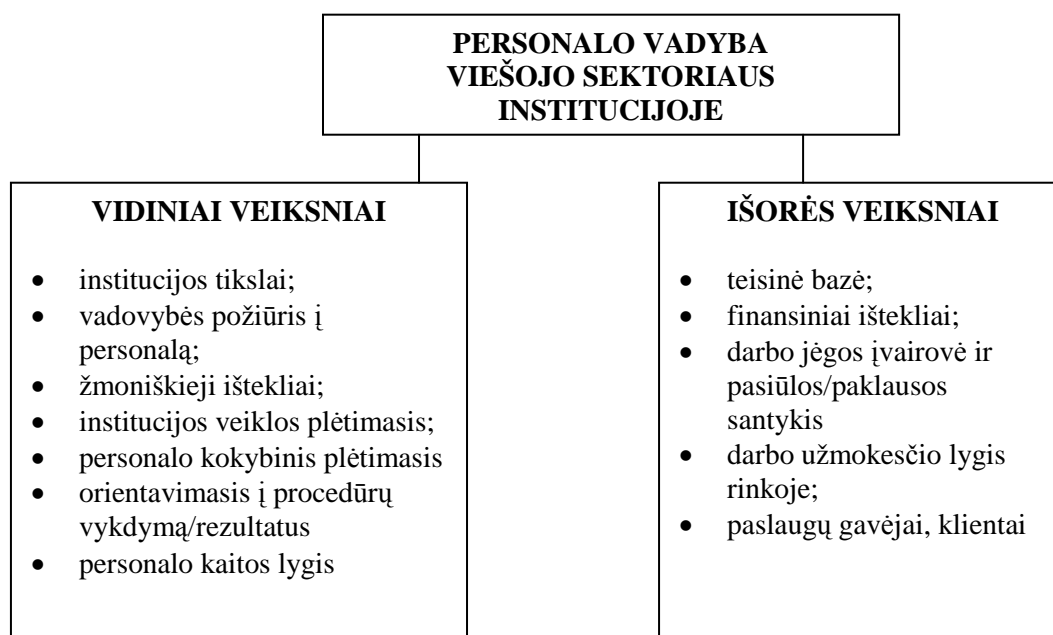 PERSONALO VADYBA
VIEŠOJO SEKTORIAUS
INSTITUCIJOJE
VIDINIAI VEIKSNIAI
• institucijos tikslai;
• vadovybės požiūris į
personalą;
• žmoniškieji ištekliai;
• institucijos veiklos plėtimasis;
• personalo kokybinis plėtimasis
• orientavimasis į procedūrų
vykdymą/rezultatus
• personalo kaitos lygis
IŠORĖS VEIKSNIAI
• teisinė bazė;
• finansiniai ištekliai;
• darbo jėgos įvairovė ir
pasiūlos/paklausos
santykis
• darbo užmokesčio lygis
rinkoje;
• paslaugų gavėjai, klientai